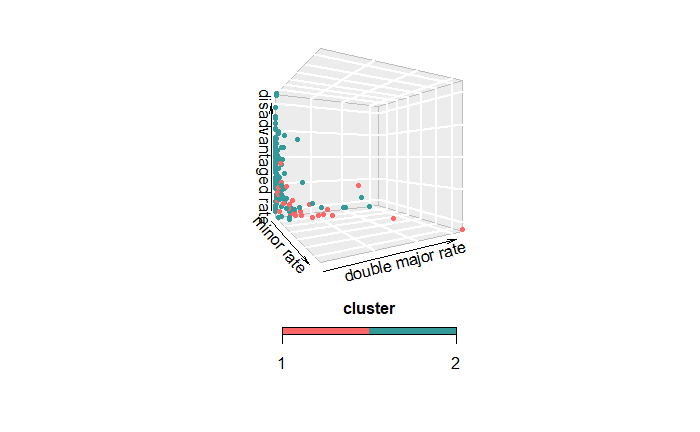 disadvantaged rate
minor rate
double major rate
cluster
1 2